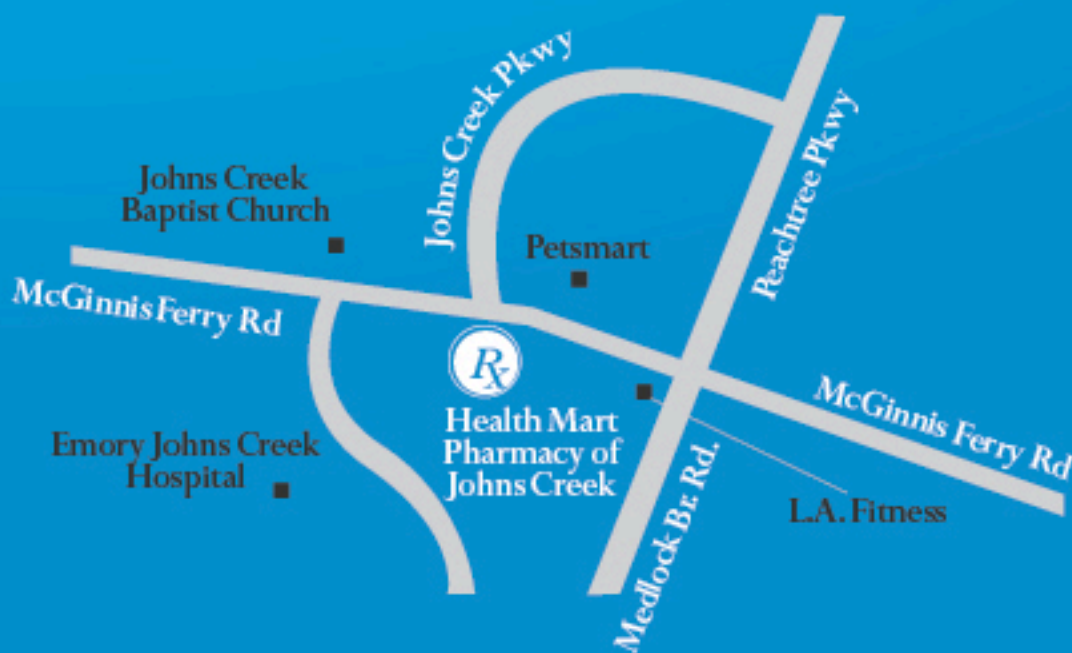 Johns Creek Pkwy
Peachtree Pkwy
Johns Creek
Baptist Church
Petsmart
McGinnis Ferry Rd
Rx
Health Mart
Pharmacy of
Johns Creek
McGinnis Ferry Rd
Emory Johns Creek
Hospital
L.A. Fitness
Medlock Br. Rd.